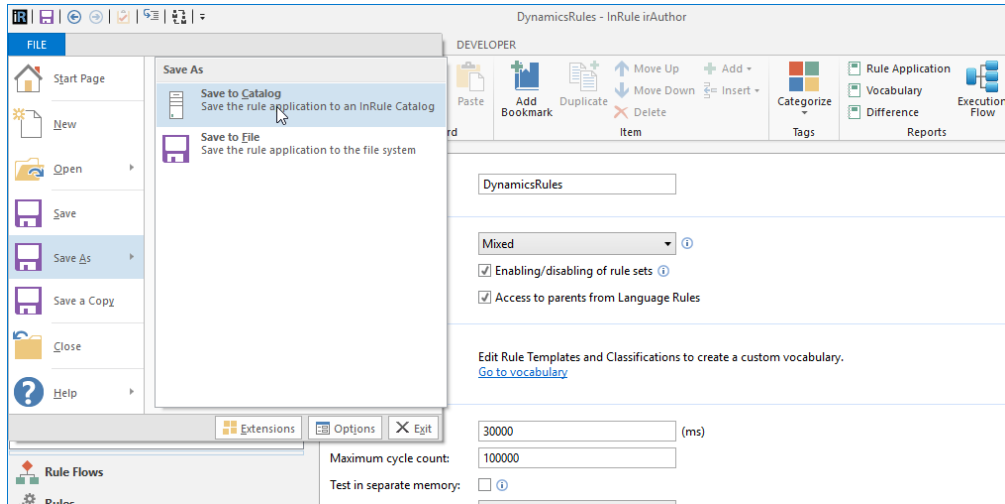 iR
DynamicsRules - InRule irAuthor
FILE
DEVELOPER
Start Page
New
Open
Save
Save As
Save a Copy
Close
Help
Save As
Save to Catalog
Save the rule application to an InRule Catalog
Save to File
Save the rule application to the file system
Extensions
Options
Exit
Paste
Add
Bookmark
Duplicate
Move Up
Move Down
Delete
Add
Insert
rd
Item
Categorize
Tags
Rule Application
Vocabulary
Difference
Execution
Flow
Reports
DynamicsRules
Mixed
Enabling/disabling of rule sets
Access to parents from Language Rules
Edit Rule Templates and Classifications to create a custom vocabulary.
Go to vocabulary
30000 (ms)
Maximum cycle count: 100000
Test in separate memory:
Rule Flows
Rules